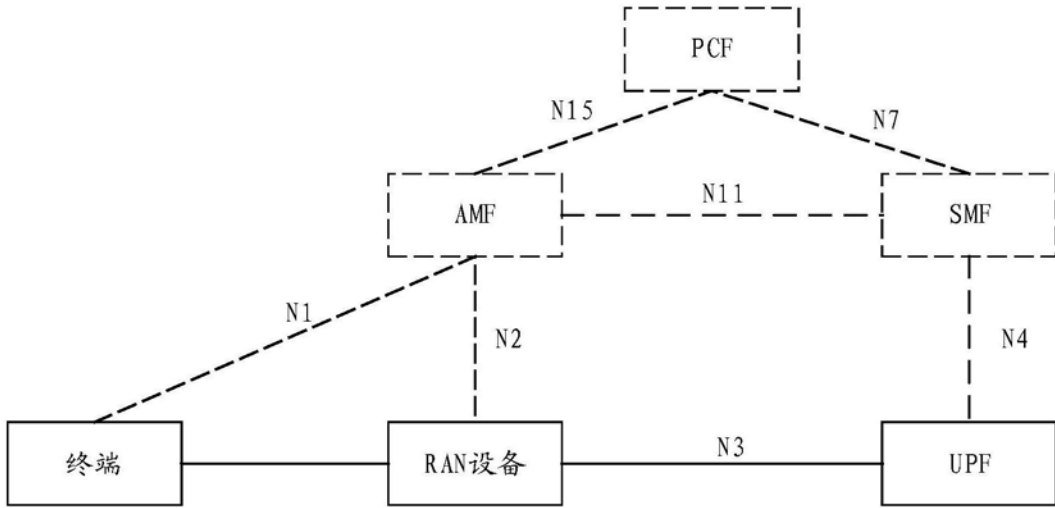 PCF
N15
N7
AMF
N11
SMF
N1
N2
N4
终端
RAN设备
N3
UPF